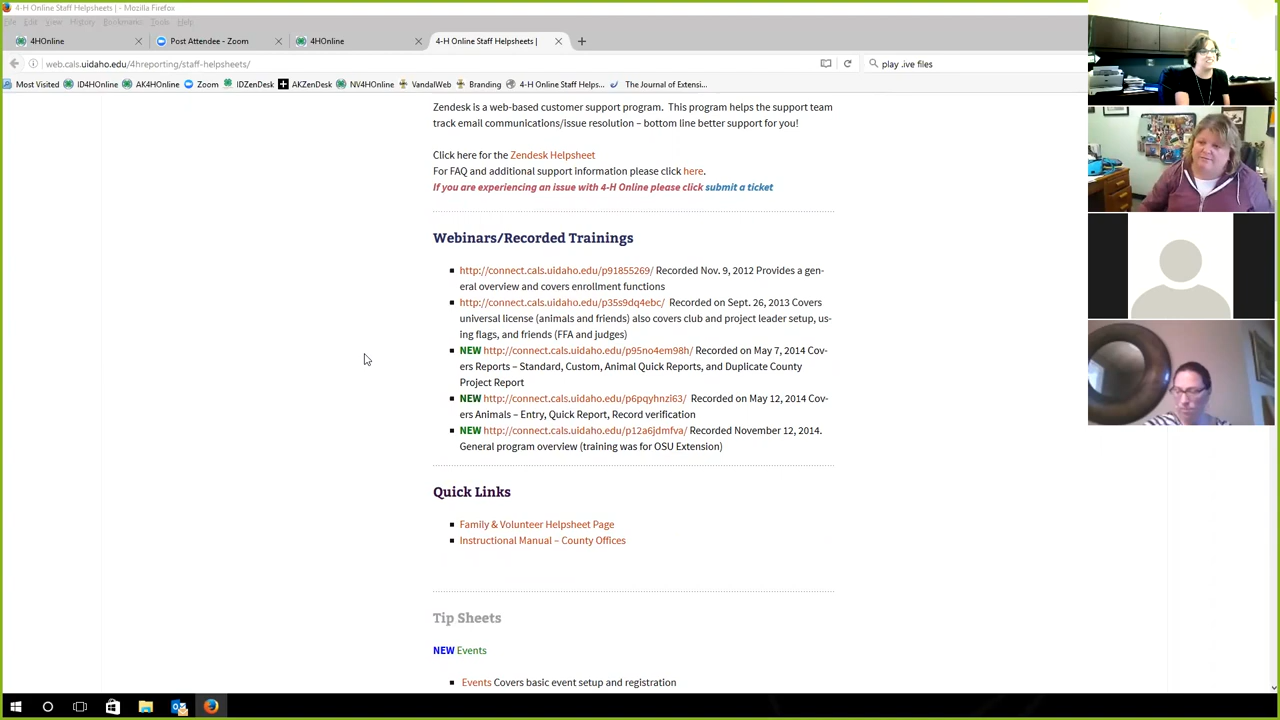 4-H Online Staff Helpsheets | - Mozilla Firefox
File Edit View History Bookmarks Tools Help
4HOnline
Post Attendee - Zoom
4HOnline
4-H Online Staff Helpsheets |
web.cals.uidaho.edu/4hreporting/staff-helpsheets/
play .ive files
Most Visited ID4HOnline AK4HOnline Zoom IDZenDesk AKZenDesk NV4HOnline VandalWeb Branding 4-H Online Staff Helps... The Journal of Extensi...
Zendesk is a web-based customer support program. This program helps the support team
track email communications/issue resolution – bottom line better support for you!
Click here for the Zendesk Helpsheet
For FAQ and additional support information please click here.
If you are experiencing an issue with 4-H Online please click submit a ticket
Webinars/Recorded Trainings
http://connect.cals.uidaho.edu/p91855269/ Recorded Nov. 9, 2012 Provides a gen-
eral overview and covers enrollment functions
http://connect.cals.uidaho.edu/p35s9dq4ebc/ Recorded on Sept. 26, 2013 Covers
universal license (animals and friends) also covers club and project leader setup, us-
ing flags, and friends (FFA and judges)
NEW http://connect.cals.uidaho.edu/p95no4em98h/ Recorded on May 7, 2014 Cov-
ers Reports – Standard, Custom, Animal Quick Reports, and Duplicate County
Project Report
NEW http://connect.cals.uidaho.edu/p6pqyhnzi63/ Recorded on May 12, 2014 Cov-
ers Animals – Entry, Quick Report, Record verification
NEW http://connect.cals.uidaho.edu/p12a6jdmfva/ Recorded November 12, 2014.
General program overview (training was for OSU Extension)
Quick Links
Family & Volunteer Helpsheet Page
Instructional Manual – County Offices
Tip Sheets
NEW Events
Events Covers basic event setup and registration